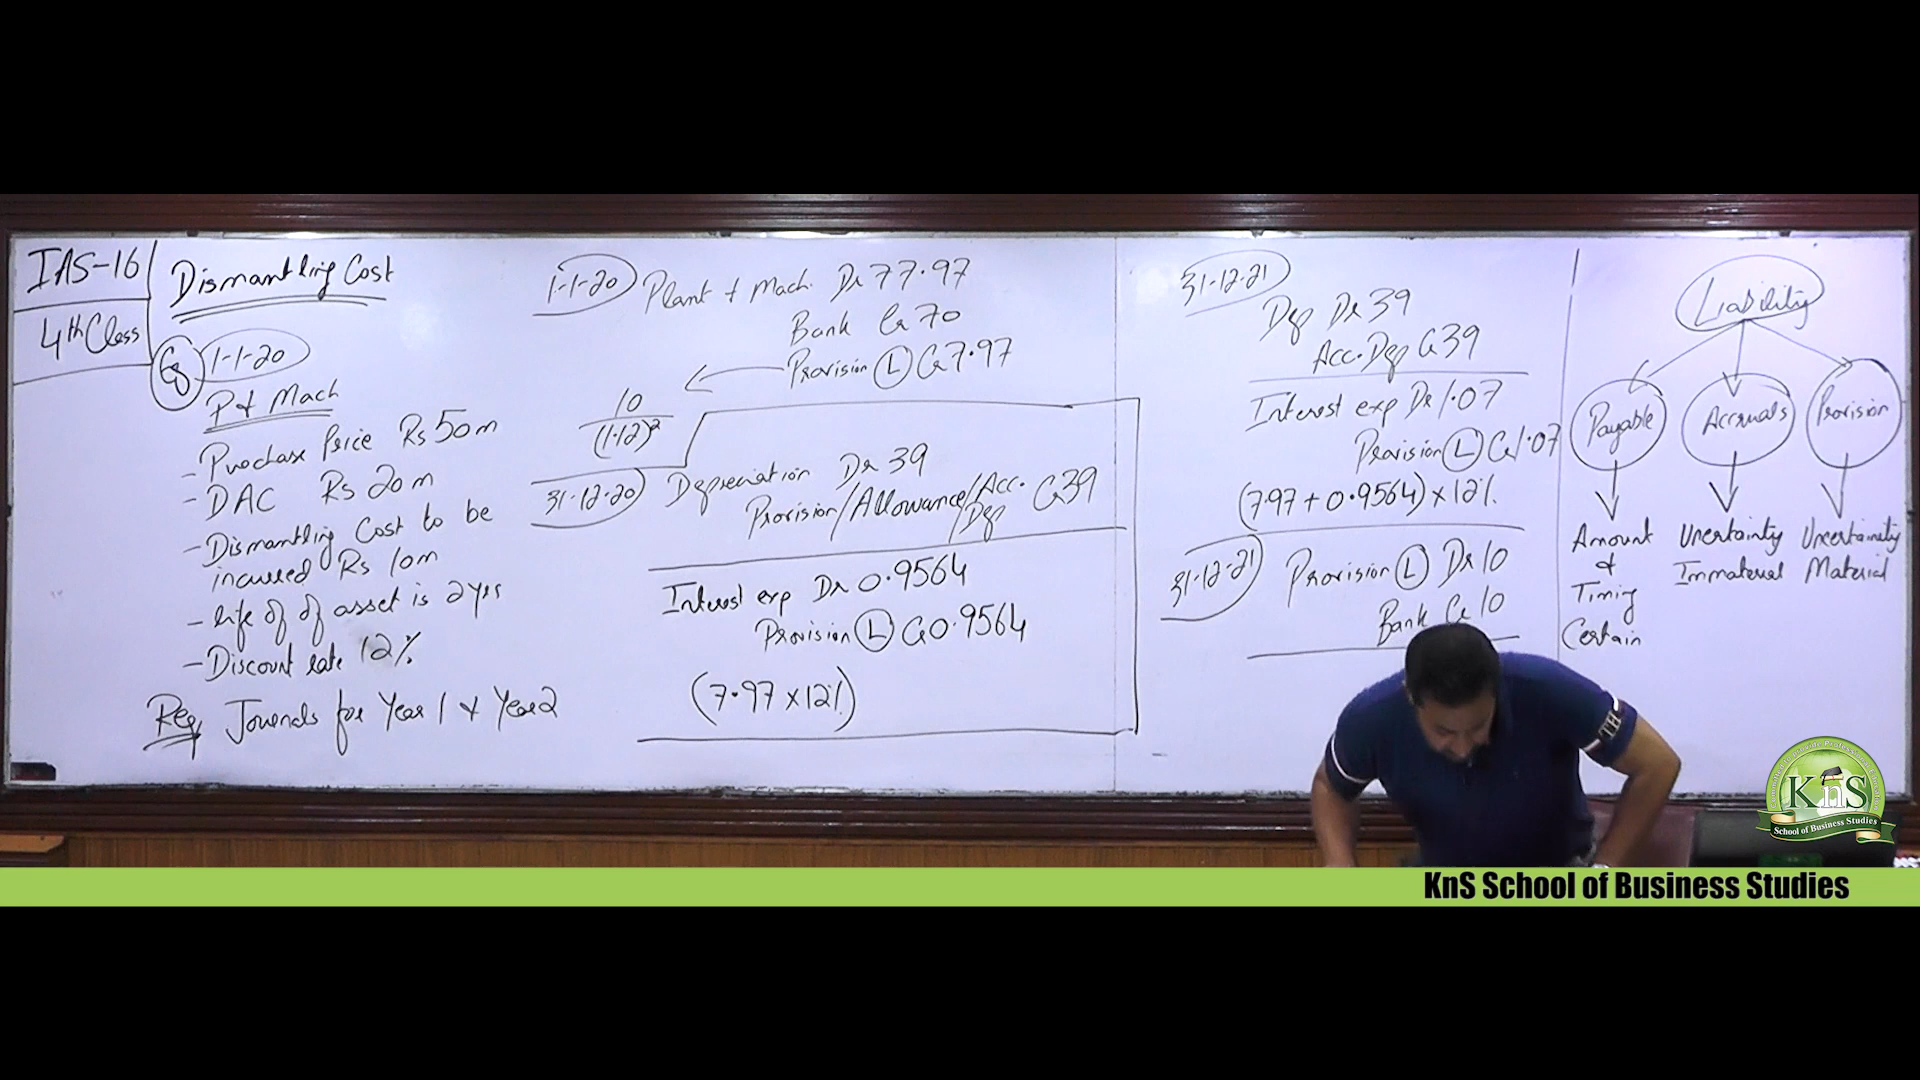 IAS-16
4th Class
Dismantling Cost
Eg 1-1-20
P & Mach
- Purchase Price Rs 50m
- DAC Rs 20m
- Dismantling Cost to be
incurred Rs 10m
- life of of asset is 2 yrs
- Discount rate 12%
Req Journals for Year 1 & Year 2
1-1-20 Plant & Mach. Dr 77.97
Bank Cr 70
Provision (L) Cr 7.97
10
(1.12)²
31-12-20 Depreciation Dr 39
Provision/Allowance/Acc. Dep Cr 39
Interest exp Dr 0.9564
Provision (L) Cr 0.9564
(7.97 x 12%)
31-12-21
Dep Dr 39
Acc. Dep Cr 39
Interest exp Dr 1.07
Provision (L) Cr 1.07
(7.97 + 0.9564) x 12%
31-12-21 Provision (L) Dr 10
Bank Cr 10
Liability
Payable Accruals Provision
Amount
&
Timing
Certain
Uncertainty
Immaterial
Uncertainity
Material
TH
KnS
School of Business Studies
KnS School of Business Studies